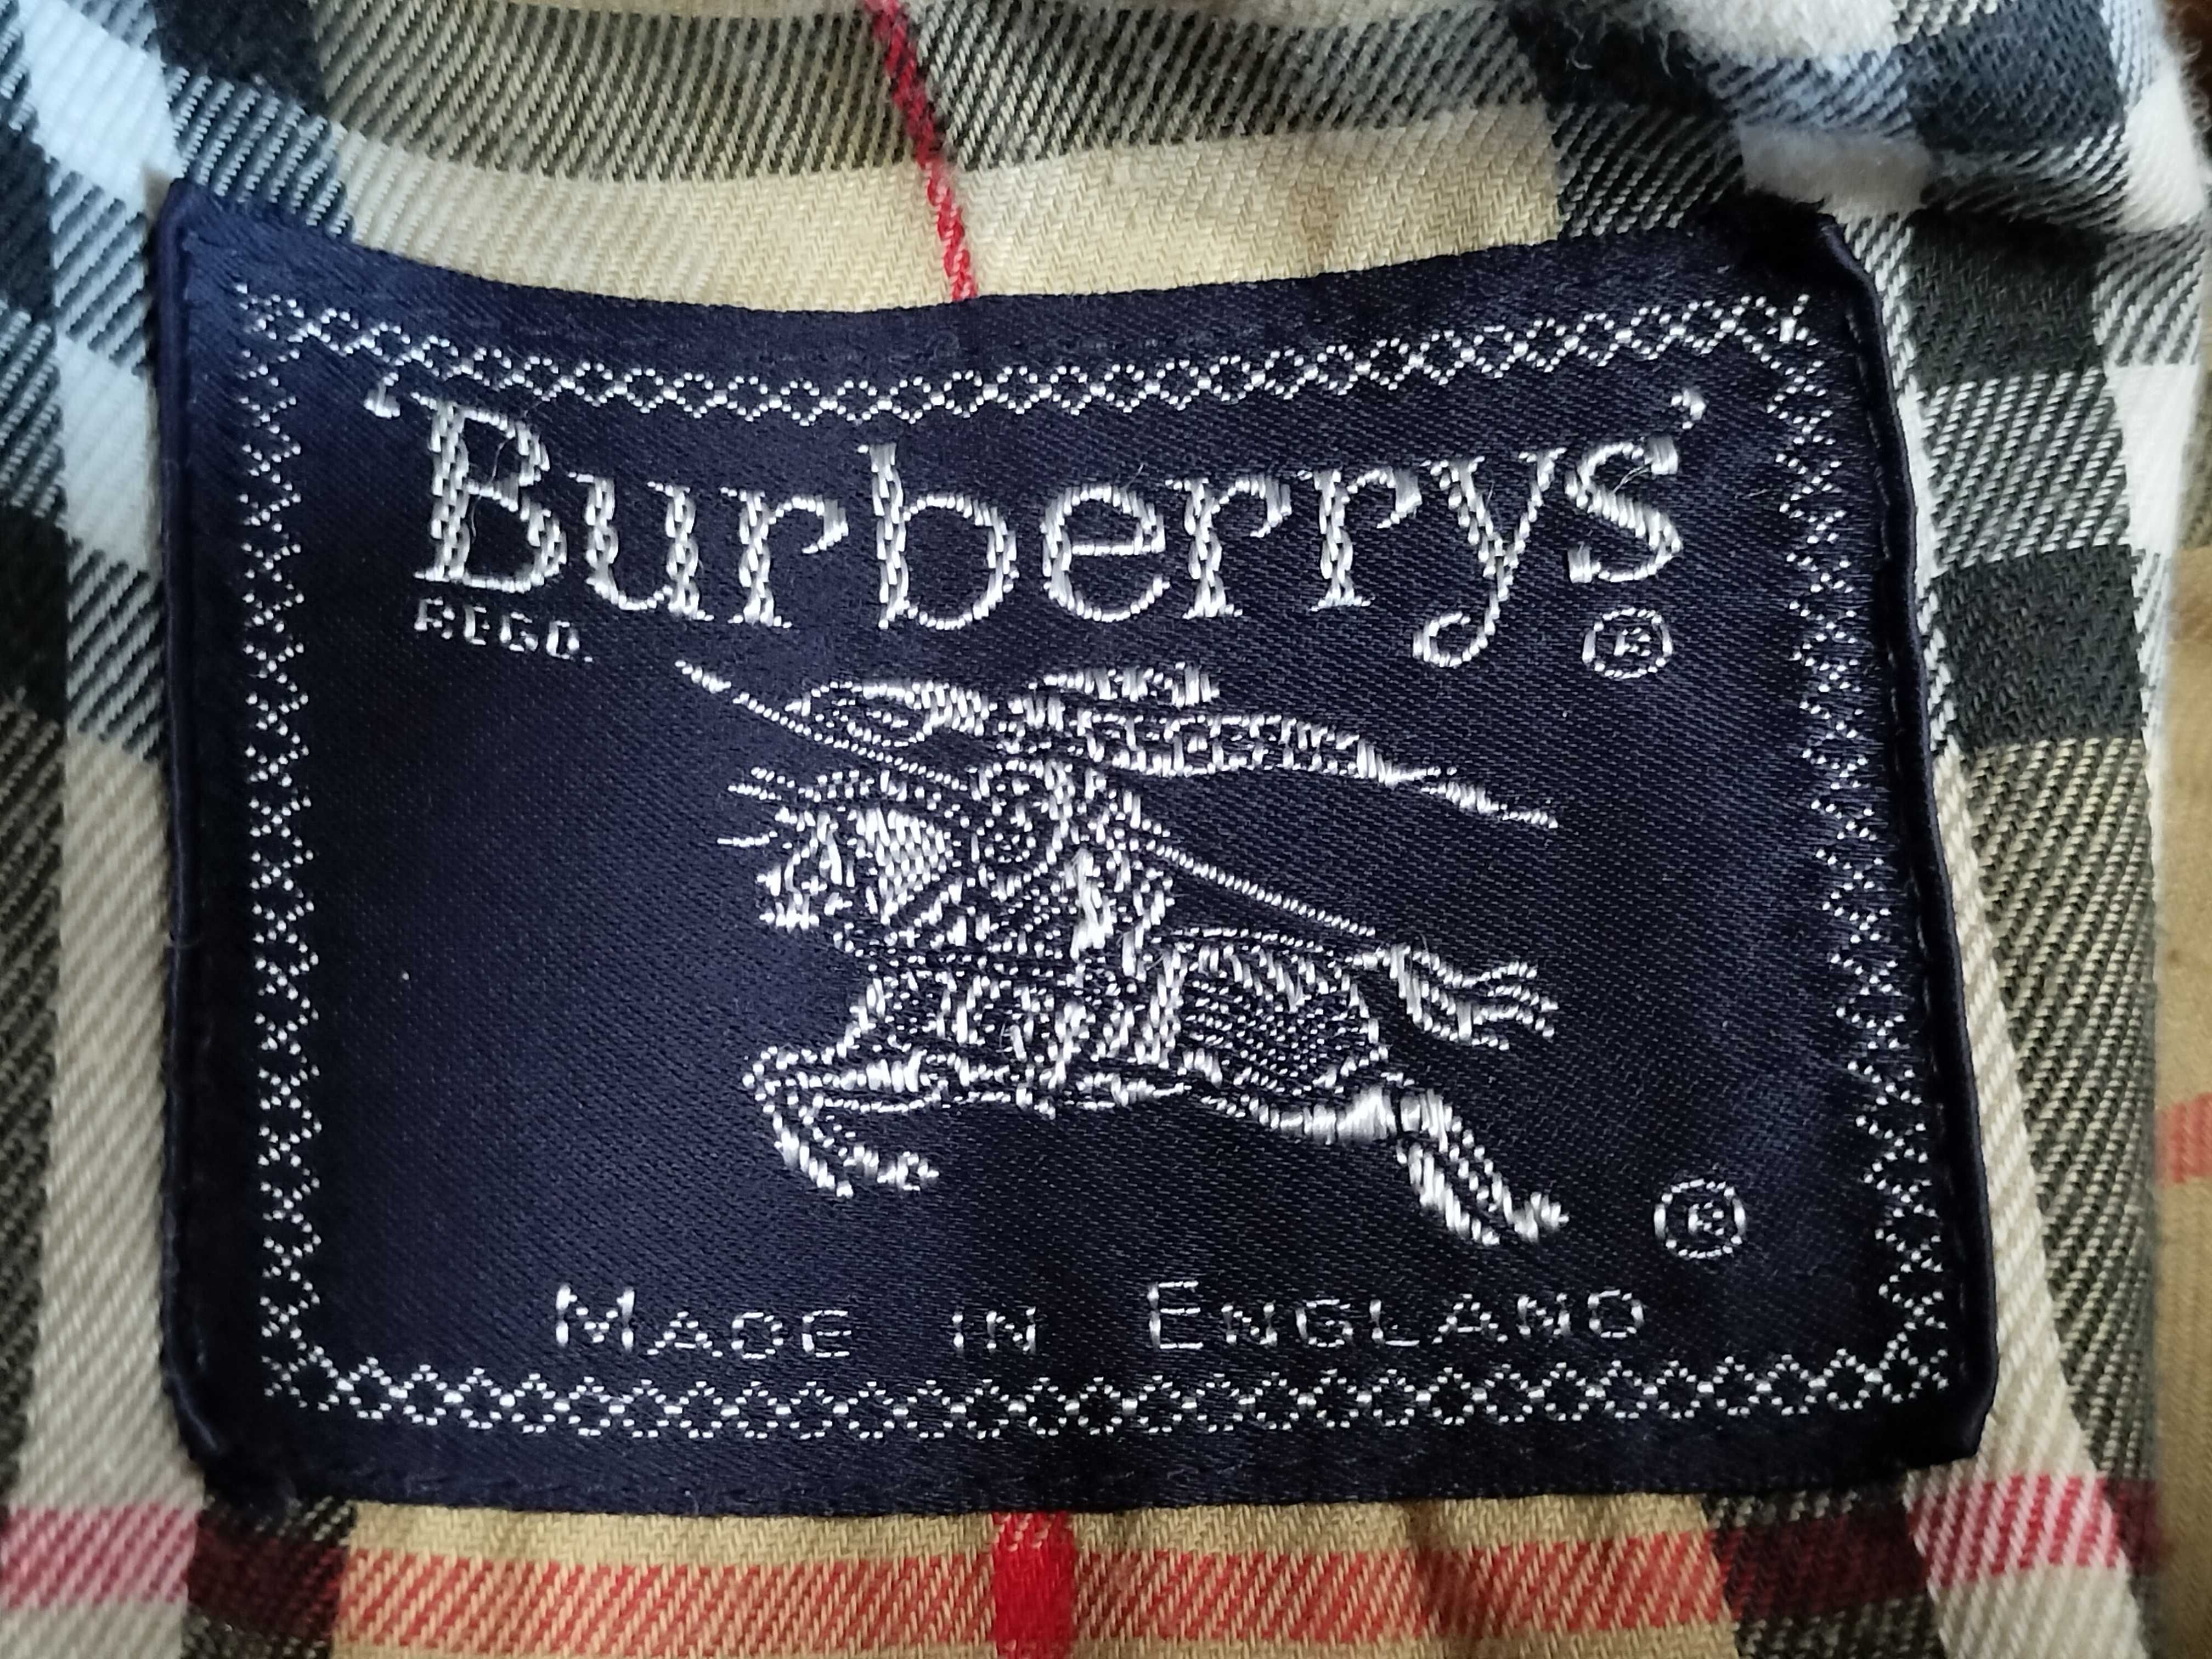 ‘Burberrys’
REGD. ®
®
MADE IN ENGLAND